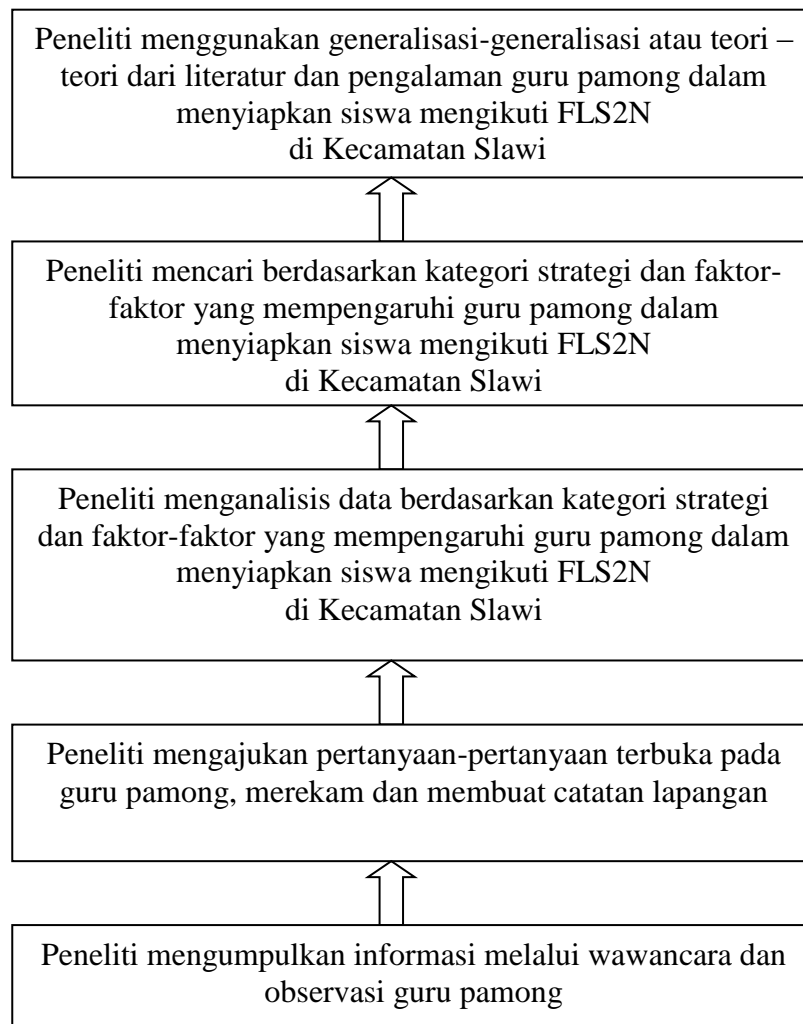 Peneliti menggunakan generalisasi-generalisasi atau teori –
teori dari literatur dan pengalaman guru pamong dalam
menyiapkan siswa mengikuti FLS2N
di Kecamatan Slawi
Peneliti mencari berdasarkan kategori strategi dan faktor-
faktor yang mempengaruhi guru pamong dalam
menyiapkan siswa mengikuti FLS2N
di Kecamatan Slawi
Peneliti menganalisis data berdasarkan kategori strategi
dan faktor-faktor yang mempengaruhi guru pamong dalam
menyiapkan siswa mengikuti FLS2N
di Kecamatan Slawi
Peneliti mengajukan pertanyaan-pertanyaan terbuka pada
guru pamong, merekam dan membuat catatan lapangan
Peneliti mengumpulkan informasi melalui wawancara dan
observasi guru pamong